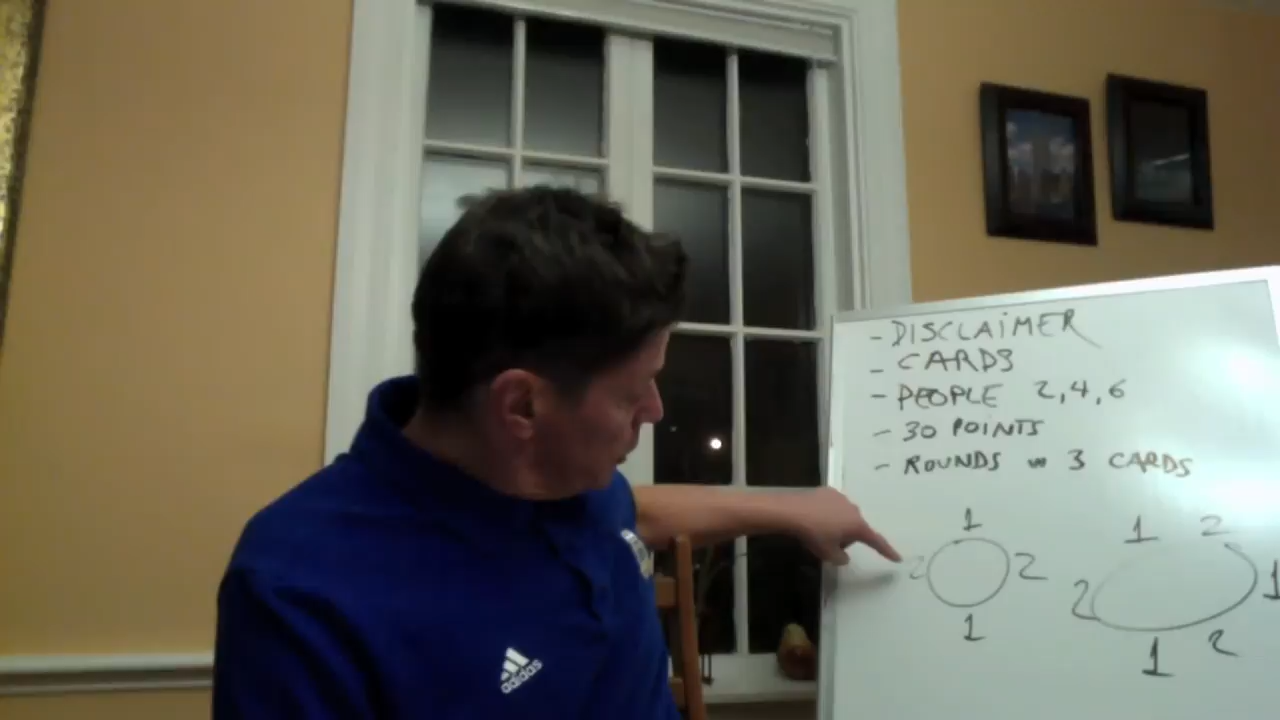 - DISCLAIMER
- CARDS
- PEOPLE 2,4,6
- 30 POINTS
- ROUNDS w 3 CARDS
1
2 2
1
1 2
2 1
1 2
adidas